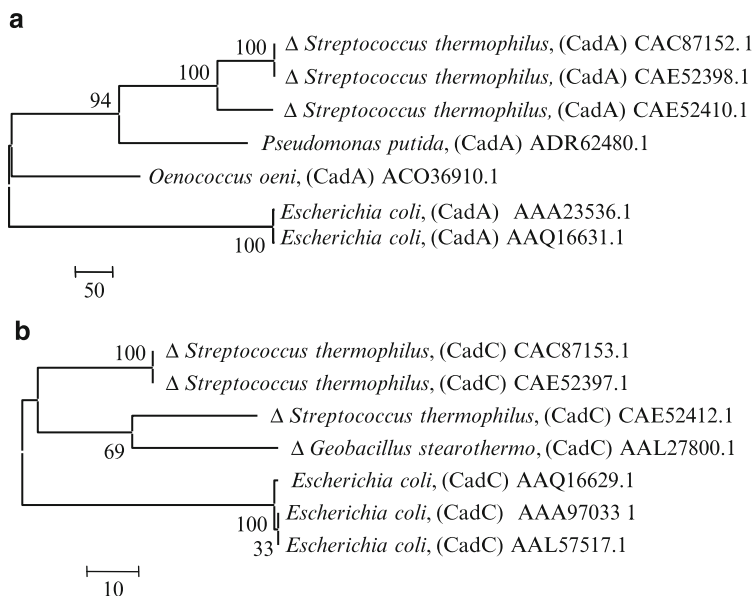 a
100
Δ Streptococcus thermophilus, (CadA) CAC87152.1
100
Δ Streptococcus thermophilus, (CadA) CAE52398.1
94
Δ Streptococcus thermophilus, (CadA) CAE52410.1
Pseudomonas putida, (CadA) ADR62480.1
Oenococcus oeni, (CadA) ACO36910.1
Escherichia coli, (CadA) AAA23536.1
Escherichia coli, (CadA) AAQ16631.1
100
50
b
100
Δ Streptococcus thermophilus, (CadC) CAC87153.1
Δ Streptococcus thermophilus, (CadC) CAE52397.1
Δ Streptococcus thermophilus, (CadC) CAE52412.1
69
Δ Geobacillus stearothermo, (CadC) AAL27800.1
Escherichia coli, (CadC) AAQ16629.1
Escherichia coli, (CadC) AAA97033 1
100
33
Escherichia coli, (CadC) AAL57517.1
10